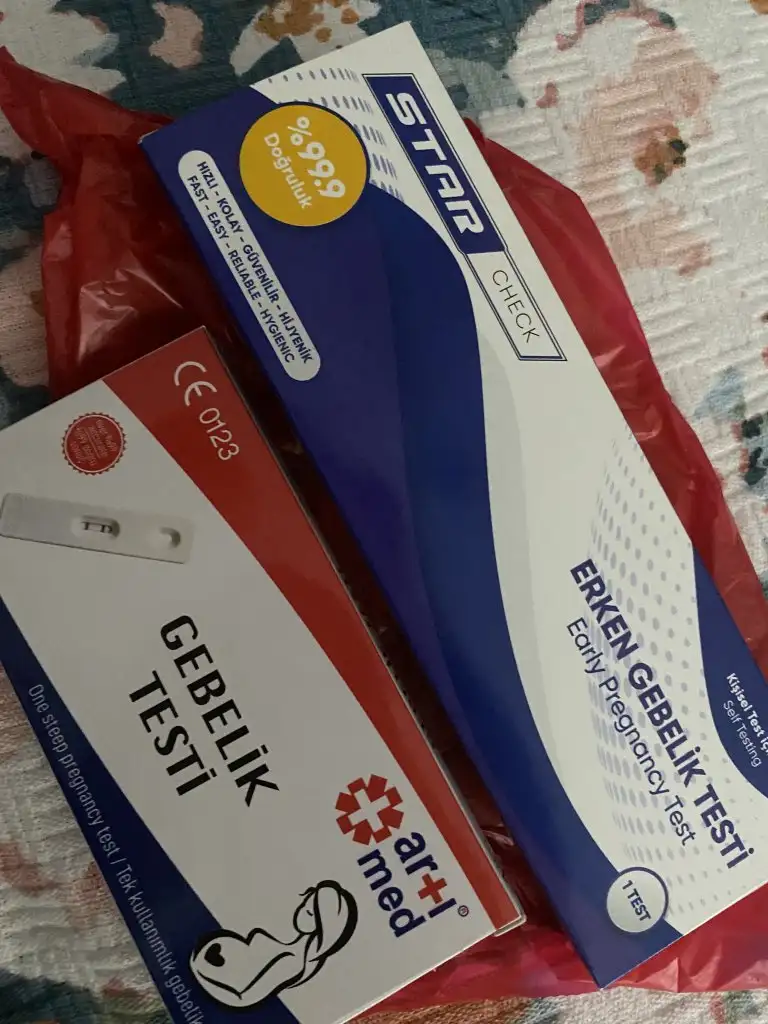 STAR
CHECK
%99.9
Doğruluk
HIZLI - KOLAY - GÜVENİLİR - HİJYENİK
FAST - EASY - RELIABLE - HYGIENIC
ERKEN GEBELİK TESTİ
Early Pregnancy Test
Kişisel Test İç
Self Testing
1 TEST
CE 0123
GEBELİK
TESTİ
ar+ı®
med
One steep pregnancy test / Tek kullanımlık gebelik